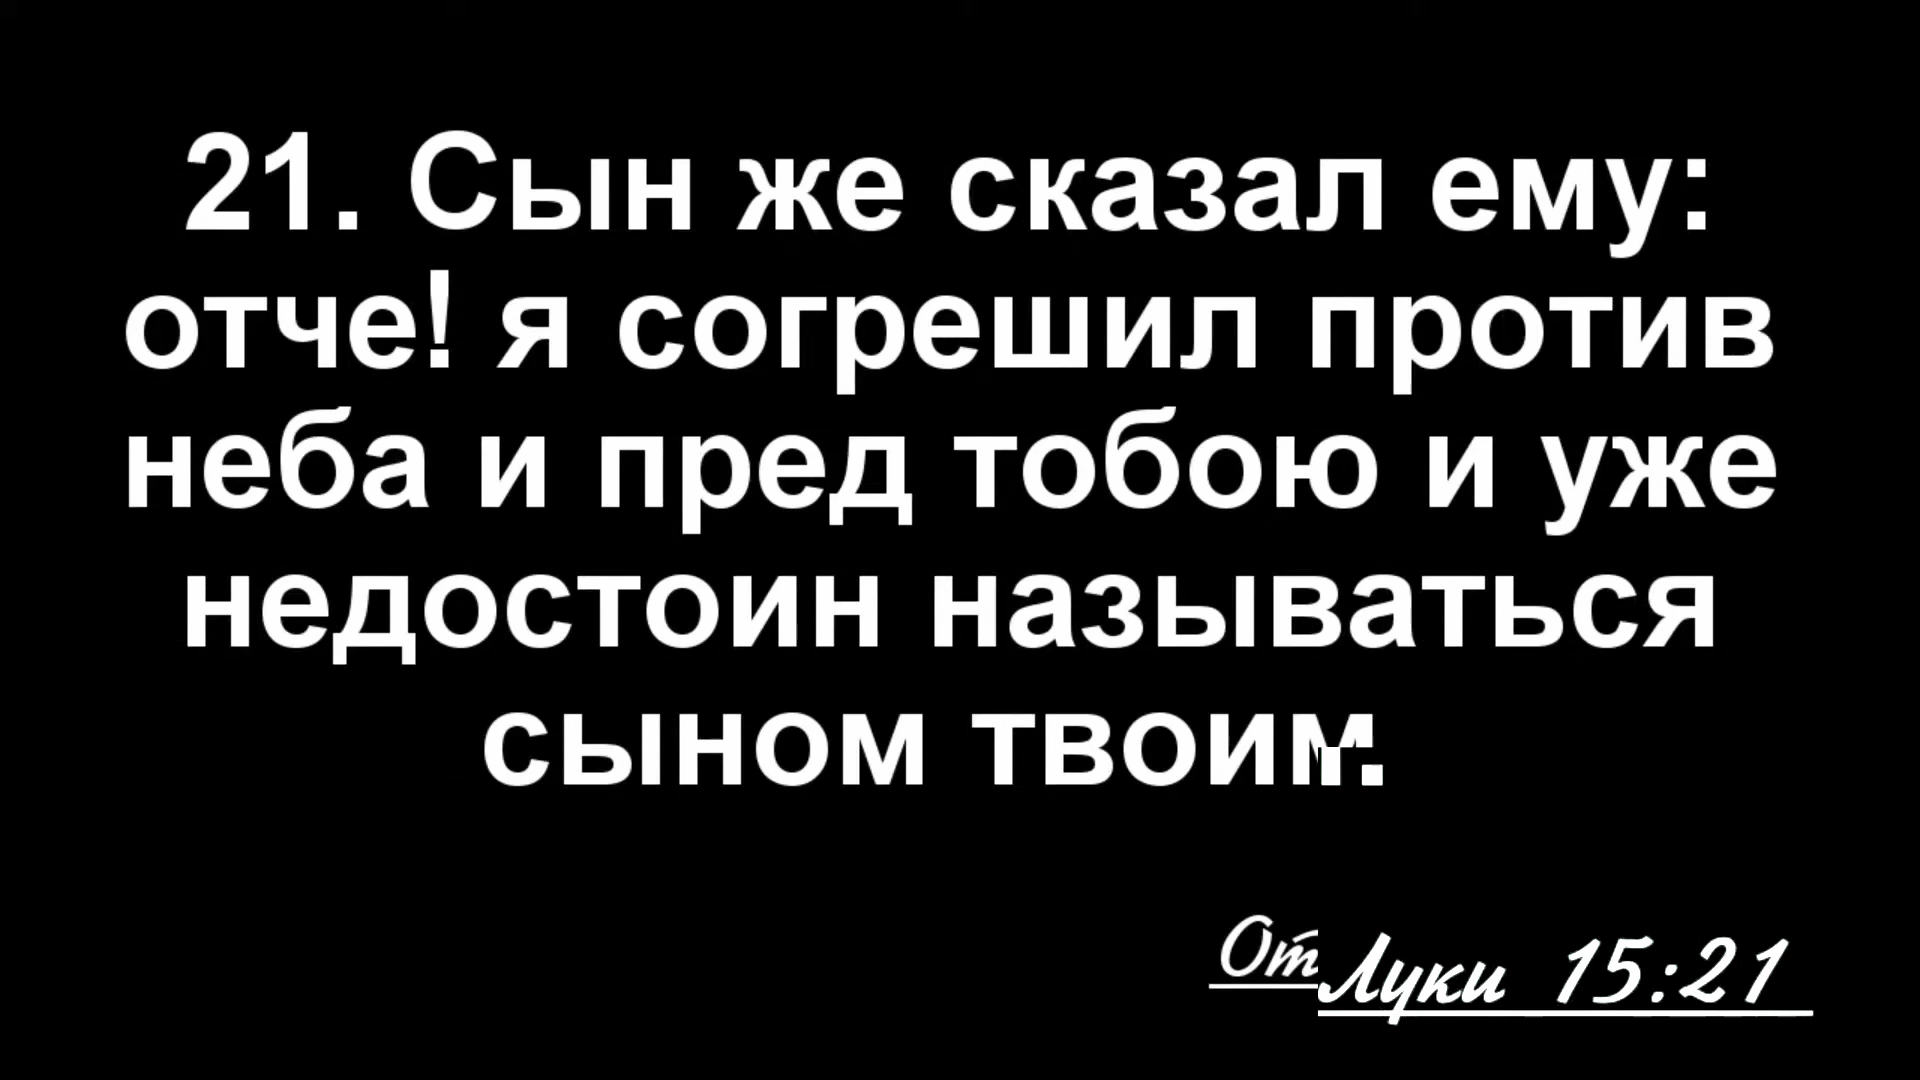 21. Сын же сказал ему:
отче! я согрешил против
неба и пред тобою и уже
недостоин называться
сыном твоим.
От Луки 15:21